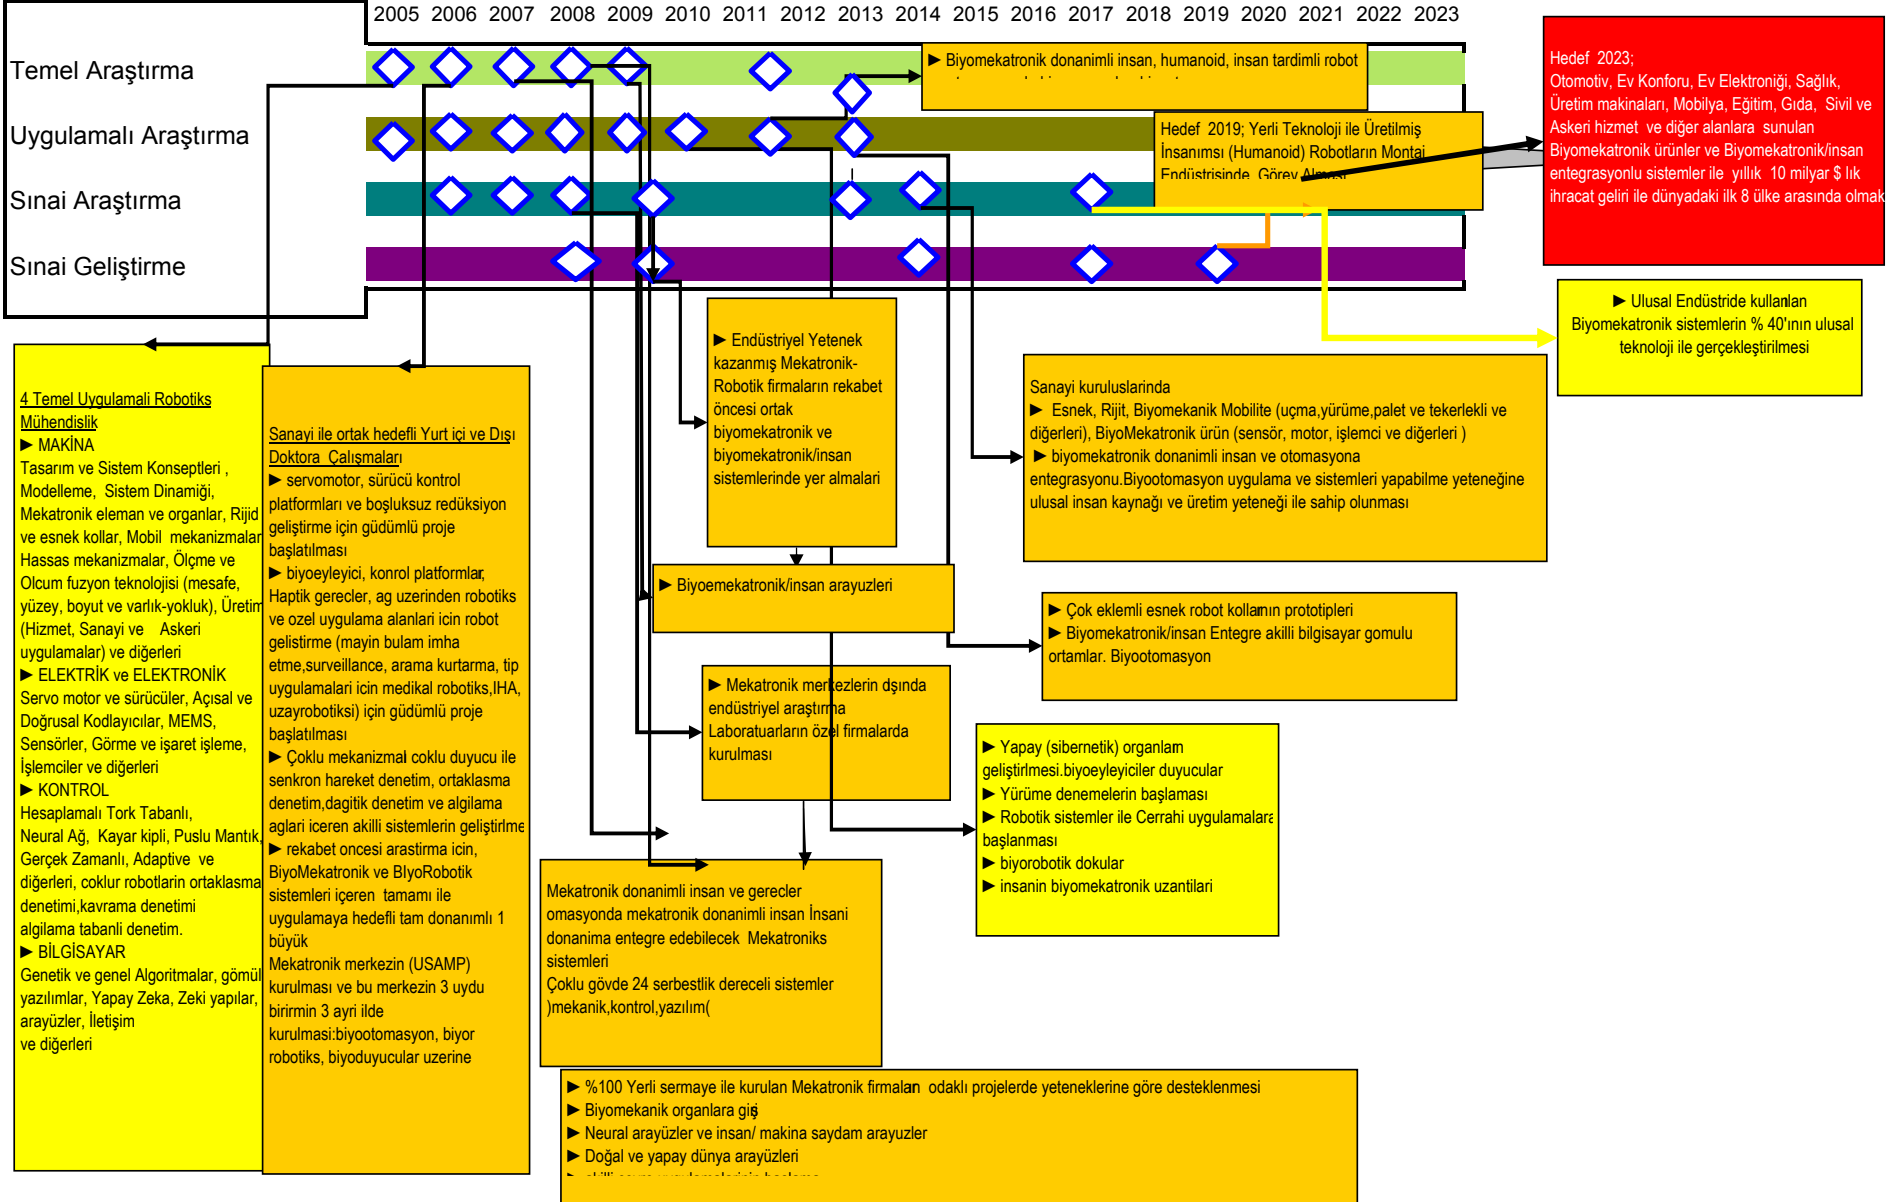 2005 2006 2007 2008 2009 2010 2011 2012 2013 2014 2015 2016 2017 2018 2019 2020 2021 2022 2023
Temel Araştırma
Uygulamalı Araştırma
Sınai Araştırma
Sınai Geliştirme
► Biyomekatronik donanimli insan, humanoid, insan tardimli robot
Hedef 2019; Yerli Teknoloji ile Üretilmiş
İnsanımsı (Humanoid) Robotların Montaj
Endüstrisinde Görev Alması
Hedef 2023;
Otomotiv, Ev Konforu, Ev Elektroniği, Sağlık,
Üretim makinaları, Mobilya, Eğitim, Gıda, Sivil ve
Askeri hizmet ve diğer alanlara sunulan
Biyomekatronik ürünler ve Biyomekatronik/insan
entegrasyonlu sistemler ile yıllık 10 milyar $ lık
ihracat geliri ile dünyadaki ilk 8 ülke arasında olmak
► Ulusal Endüstride kullanılan
Biyomekatronik sistemlerin % 40'ının ulusal
teknoloji ile gerçekleştirilmesi
4 Temel Uygulamali Robotiks
Mühendislik
► MAKİNA
Tasarım ve Sistem Konseptleri ,
Modelleme, Sistem Dinamiği,
Mekatronik eleman ve organlar, Rijid
ve esnek kollar, Mobil mekanizmalar
Hassas mekanizmalar, Ölçme ve
Olcum fuzyon teknolojisi (mesafe,
yüzey, boyut ve varlık-yokluk), Üretim
(Hizmet, Sanayi ve Askeri
uygulamalar) ve diğerleri
► ELEKTRİK ve ELEKTRONİK
Servo motor ve sürücüler, Açısal ve
Doğrusal Kodlayıcılar, MEMS,
Sensörler, Görme ve işaret işleme,
İşlemciler ve diğerleri
► KONTROL
Hesaplamalı Tork Tabanlı,
Neural Ağ, Kayar kipli, Puslu Mantık,
Gerçek Zamanlı, Adaptive ve
diğerleri, coklur robotlarin ortaklasma
denetimi,kavrama denetimi
algilama tabanli denetim.
► BİLGİSAYAR
Genetik ve genel Algoritmalar, gömül
yazılımlar, Yapay Zeka, Zeki yapılar,
arayüzler, İletişim
ve diğerleri
Sanayi ile ortak hedefli Yurt içi ve Dışı
Doktora Çalışmaları
► servomotor, sürücü kontrol
platformları ve boşluksuz redüksiyon
geliştirme için güdümlü proje
başlatılması
► biyoeyleyici, konrol platformlar,
Haptik gerecler, ag uzerinden robotiks
ve ozel uygulama alanlari icin robot
gelistirme (mayin bulam imha
etme,surveillance, arama kurtarma, tip
uygulamalari icin medikal robotiks,IHA,
uzayrobotiksi) için güdümlü proje
başlatılması
► Çoklu mekanizmal coklu duyucu ile
senkron hareket denetim, ortaklasma
denetim,dagitik denetim ve algilama
aglari iceren akilli sistemlerin geliştirlme
► rekabet oncesi arastirma icin,
BiyoMekatronik ve BIyoRobotik
sistemleri içeren tamamı ile
uygulamaya hedefli tam donanımlı 1
büyük
Mekatronik merkezin (USAMP)
kurulması ve bu merkezin 3 uydu
birirmin 3 ayri ilde
kurulmasi:biyootomasyon, biyor
robotiks, biyoduyucular uzerine
► Endüstriyel Yetenek
kazanmış Mekatronik-
Robotik firmaların rekabet
öncesi ortak
biyomekatronik ve
biyomekatronik/insan
sistemlerinde yer almalari
► Biyoemekatronik/insan arayuzleri
► Mekatronik merkezlerin dşında
endüstriyel araştırma
Laboratuarların özel firmalarda
kurulması
Mekatronik donanimli insan ve gerecler
omasyonda mekatronik donanimli insan İnsani
donanima entegre edebilecek Mekatroniks
sistemleri
Çoklu gövde 24 serbestlik dereceli sistemler
)mekanik,kontrol,yazılım(
Sanayi kuruluslarinda
► Esnek, Rijit, Biyomekanik Mobilite (uçma,yürüme,palet ve tekerlekli ve
diğerleri), BiyoMekatronik ürün (sensör, motor, işlemci ve diğerleri )
► biyomekatronik donanimli insan ve otomasyona
entegrasyonu.Biyootomasyon uygulama ve sistemleri yapabilme yeteneğine
ulusal insan kaynağı ve üretim yeteneği ile sahip olunması
► Çok eklemli esnek robot kollarının prototipleri
► Biyomekatronik/insan Entegre akilli bilgisayar gomulu
ortamlar. Biyootomasyon
► Yapay (sibernetik) organların
geliştirilmesi.biyoeyleyiciler duyucular
► Yürüme denemelerin başlaması
► Robotik sistemler ile Cerrahi uygulamalara
başlanması
► biyorobotik dokular
► insanin biyomekatronik uzantilari
► %100 Yerli sermaye ile kurulan Mekatronik firmaların odaklı projelerde yeteneklerine göre desteklenmesi
► Biyomekanik organlara giriş
► Neural arayüzler ve insan/ makina saydam arayuzler
► Doğal ve yapay dünya arayüzleri